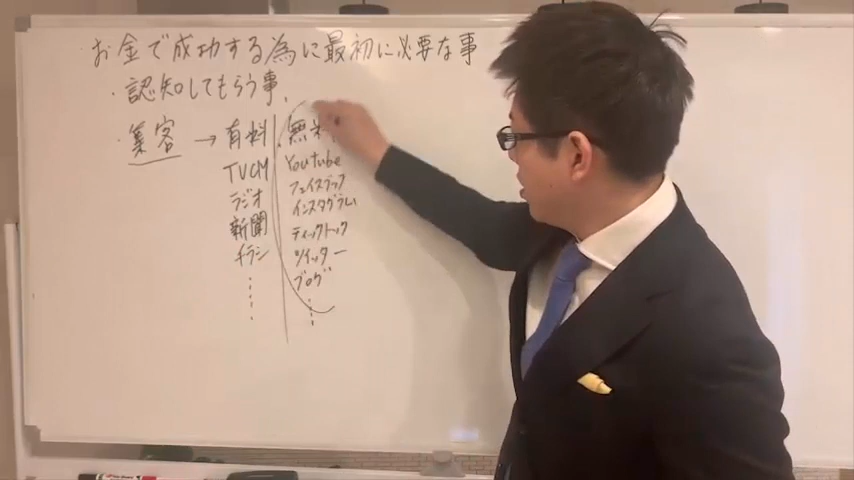 ・お金で成功する為に最初に必要な事
・認知してもらう事.
・集客 → 有料
TVCM
ラジオ
新聞
チラシ
無料
Youtube
フェイスブック
インスタグラム
ティックトック
ツイッター
ブログ